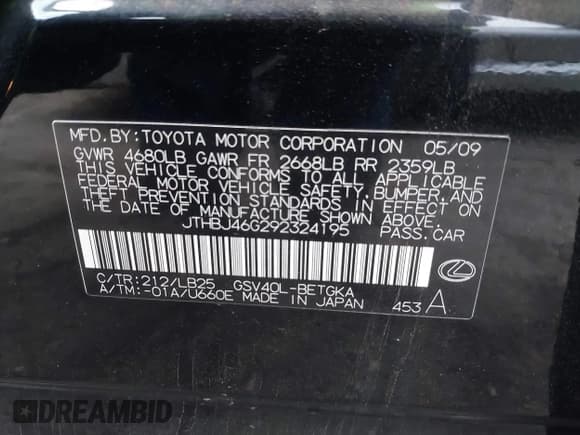 MFD. BY: TOYOTA MOTOR CORPORATION 05/09
GVWR 4680LB GAWR FR 2668LB RR 2359LB
THIS VEHICLE CONFORMS TO ALL APPLICABLE
FEDERAL MOTOR VEHICLE SAFETY, BUMPER, AND
THEFT PREVENTION STANDARDS IN EFFECT ON
THE DATE OF MANUFACTURE SHOWN ABOVE.
JTHBJ46G292324195 PASS. CAR
C/TR: 212/LB25 GSV40L-BETGKA
A/TM: -01A/U660E MADE IN JAPAN 453 A
DREAMBID